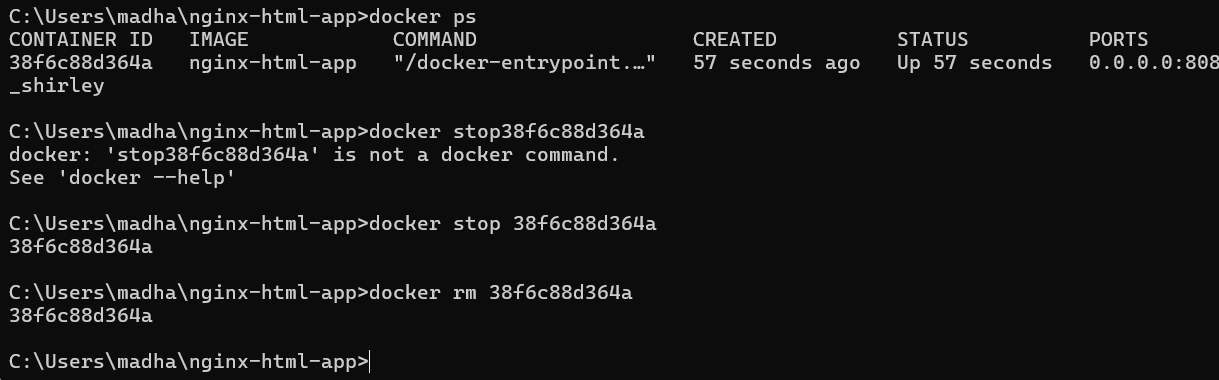 C:\Users\madha\nginx-html-app>docker ps
CONTAINER ID   IMAGE            COMMAND                  CREATED          STATUS          PORTS
38f6c88d364a   nginx-html-app   "/docker-entrypoint.…"   57 seconds ago   Up 57 seconds   0.0.0.0:808
_shirley
C:\Users\madha\nginx-html-app>docker stop38f6c88d364a
docker: 'stop38f6c88d364a' is not a docker command.
See 'docker --help'
C:\Users\madha\nginx-html-app>docker stop 38f6c88d364a
38f6c88d364a
C:\Users\madha\nginx-html-app>docker rm 38f6c88d364a
38f6c88d364a
C:\Users\madha\nginx-html-app>